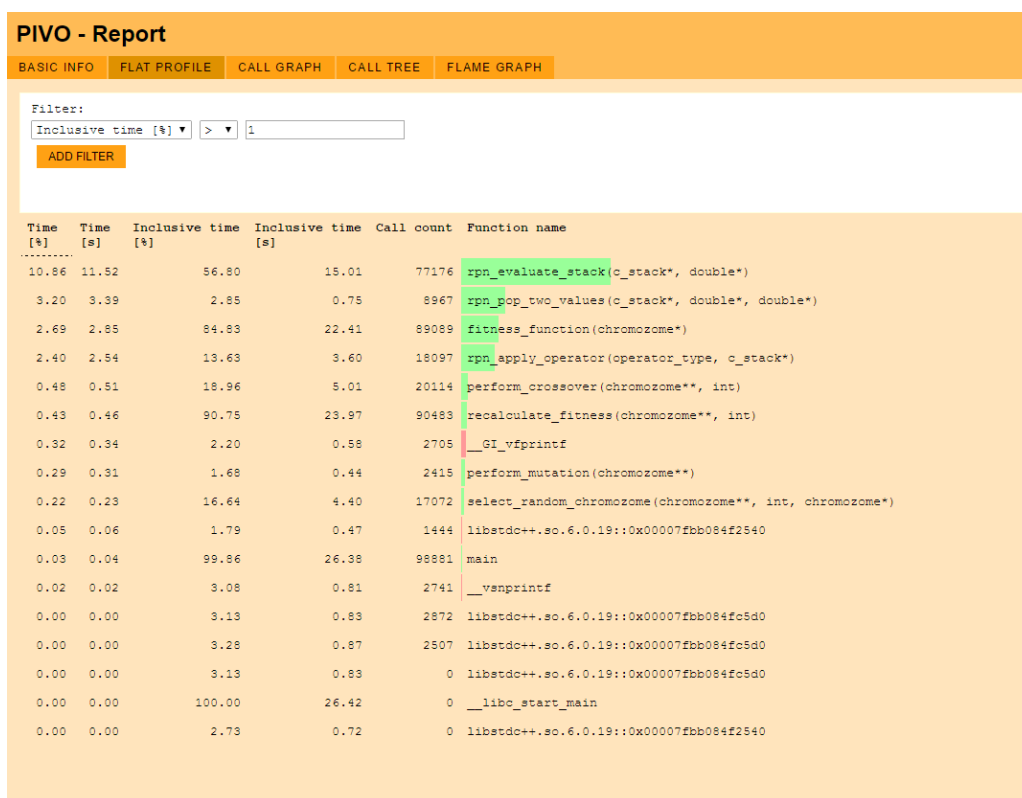 PIVO - Report
BASIC INFO FLAT PROFILE CALL GRAPH CALL TREE FLAME GRAPH
Filter:
Inclusive time [%] ▼ > ▼ 1
ADD FILTER
Time [%] Time [s] Inclusive time [%] Inclusive time [s] Call count Function name
10.86 11.52 56.80 15.01 77176 rpn_evaluate_stack(c_stack*, double*)
3.20 3.39 2.85 0.75 8967 rpn_pop_two_values(c_stack*, double*, double*)
2.69 2.85 84.83 22.41 89089 fitness_function(chromozome*)
2.40 2.54 13.63 3.60 18097 rpn_apply_operator(operator_type, c_stack*)
0.48 0.51 18.96 5.01 20114 perform_crossover(chromozome**, int)
0.43 0.46 90.75 23.97 90483 recalculate_fitness(chromozome**, int)
0.32 0.34 2.20 0.58 2705 __GI_vfprintf
0.29 0.31 1.68 0.44 2415 perform_mutation(chromozome**)
0.22 0.23 16.64 4.40 17072 select_random_chromozome(chromozome**, int, chromozome*)
0.05 0.06 1.79 0.47 1444 libstdc++.so.6.0.19::0x00007fbb084f2540
0.03 0.04 99.86 26.38 98881 main
0.02 0.02 3.08 0.81 2741 __vsnprintf
0.00 0.00 3.13 0.83 2872 libstdc++.so.6.0.19::0x00007fbb084fc5d0
0.00 0.00 3.28 0.87 2507 libstdc++.so.6.0.19::0x00007fbb084fc5d0
0.00 0.00 3.13 0.83 0 libstdc++.so.6.0.19::0x00007fbb084fc5d0
0.00 0.00 100.00 26.42 0 __libc_start_main
0.00 0.00 2.73 0.72 0 libstdc++.so.6.0.19::0x00007fbb084f2540